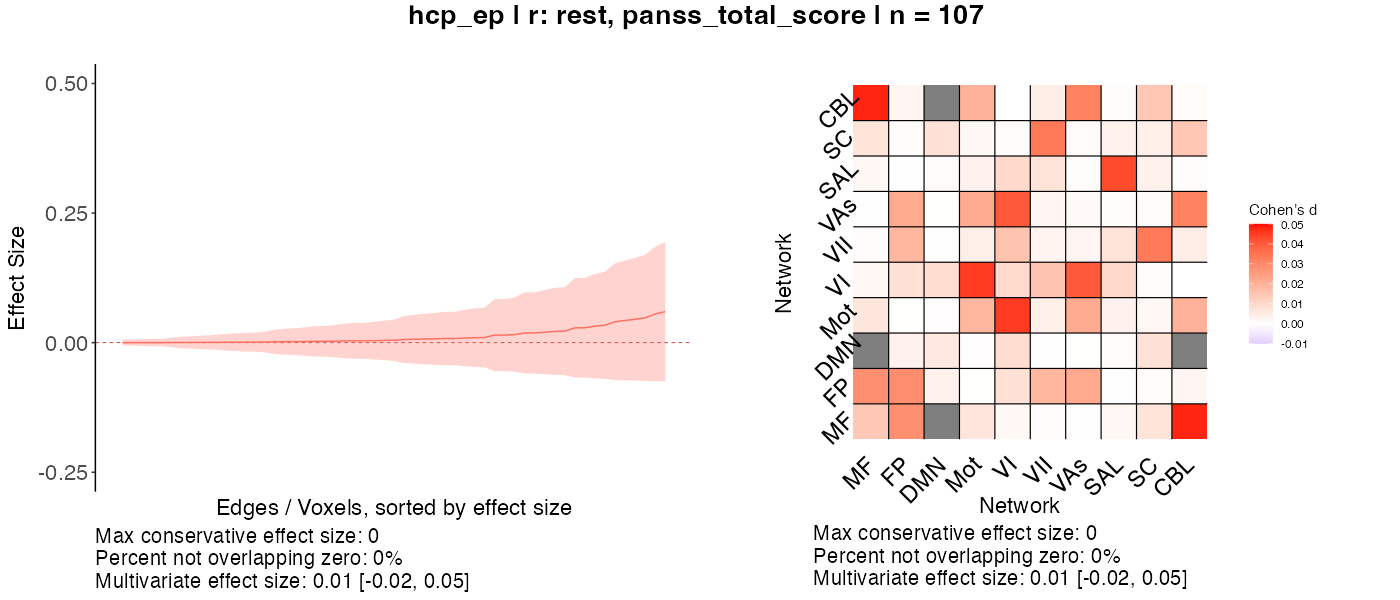 hcp_ep | r: rest, panss_total_score | n = 107
0.50
0.25
0.00
-0.25
Effect Size
Edges / Voxels, sorted by effect size
Max conservative effect size: 0
Percent not overlapping zero: 0%
Multivariate effect size: 0.01 [-0.02, 0.05]
CBL
SC
SAL
VAs
VII
VI
Mot
DMN
FP
MF
Network
MF
FP
DMN
Mot
VI
VII
VAs
SAL
SC
CBL
Network
Cohen's d
0.05
0.04
0.03
0.02
0.01
0.00
-0.01
Max conservative effect size: 0
Percent not overlapping zero: 0%
Multivariate effect size: 0.01 [-0.02, 0.05]